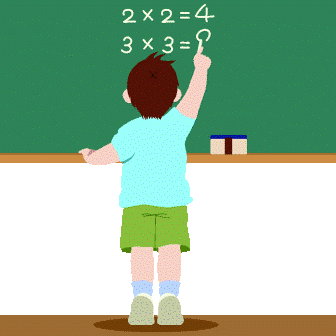 2 × 2 = 4
3 × 3 =